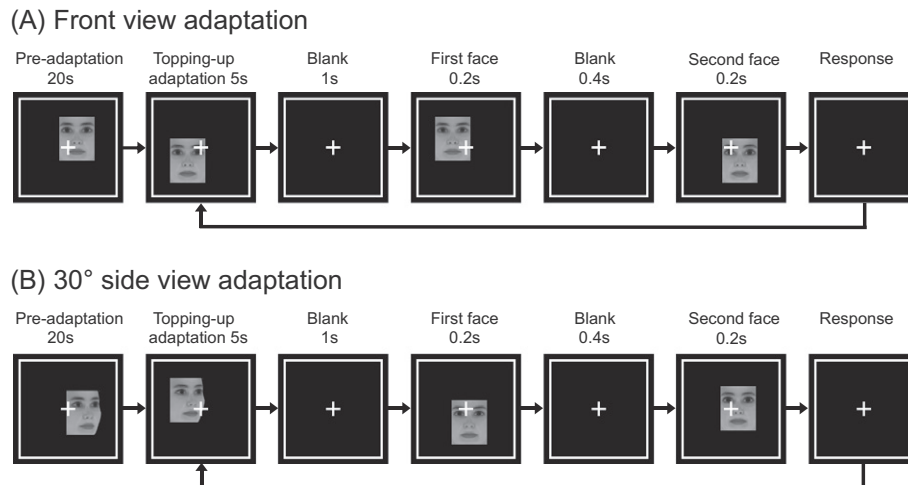 (A) Front view adaptation
Pre-adaptation Topping-up Blank First face Blank Second face Response
20s adaptation 5s 1s 0.2s 0.4s 0.2s
(B) 30° side view adaptation
Pre-adaptation Topping-up Blank First face Blank Second face Response
20s adaptation 5s 1s 0.2s 0.4s 0.2s